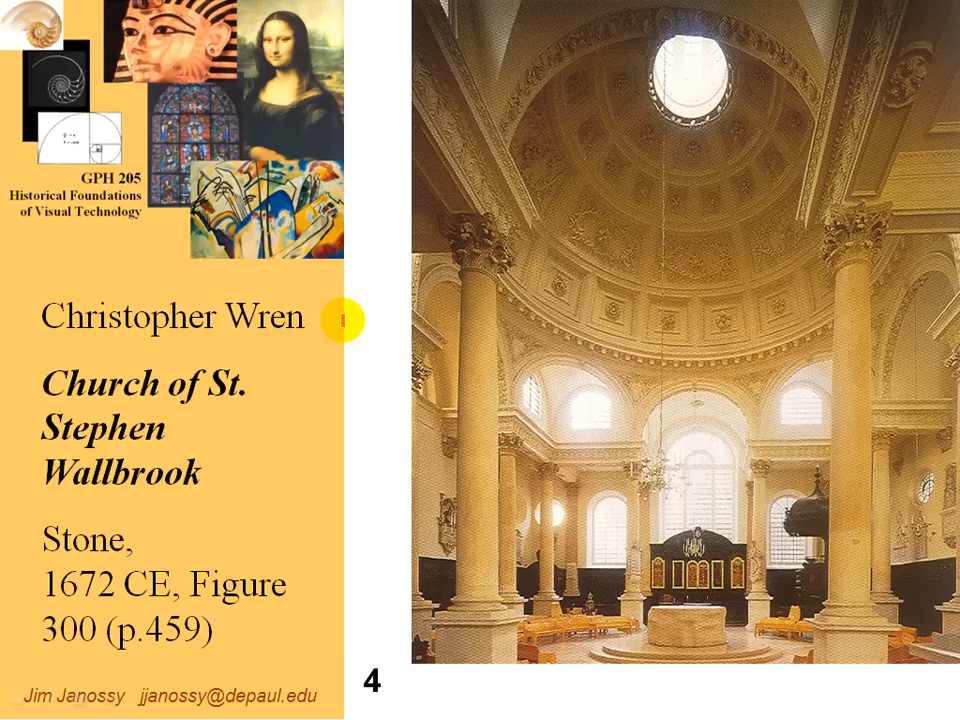 GPH 205
Historical Foundations
of Visual Technology
Christopher Wren
Church of St.
Stephen
Wallbrook
Stone,
1672 CE, Figure
300 (p.459)
Jim Janossy jjanossy@depaul.edu
4